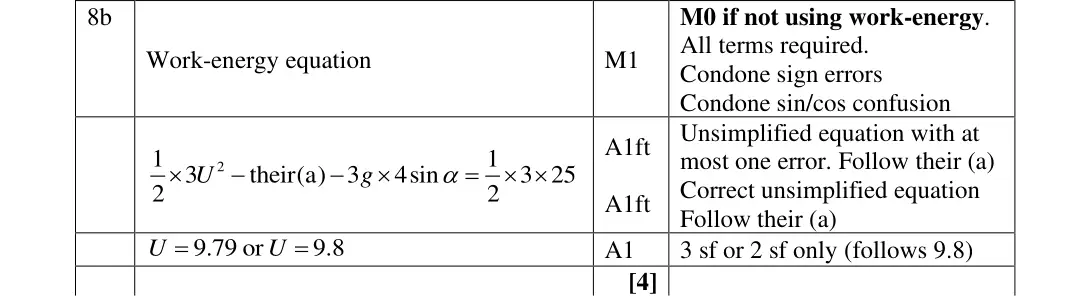 8b
Work-energy equation
M1
M0 if not using work-energy.
All terms required.
Condone sign errors
Condone sin/cos confusion
1/2 × 3U² − their(a) − 3g × 4 sin α = 1/2 × 3 × 25
A1ft
A1ft
Unsimplified equation with at
most one error. Follow their (a)
Correct unsimplified equation
Follow their (a)
U = 9.79 or U = 9.8
A1
3 sf or 2 sf only (follows 9.8)
[4]